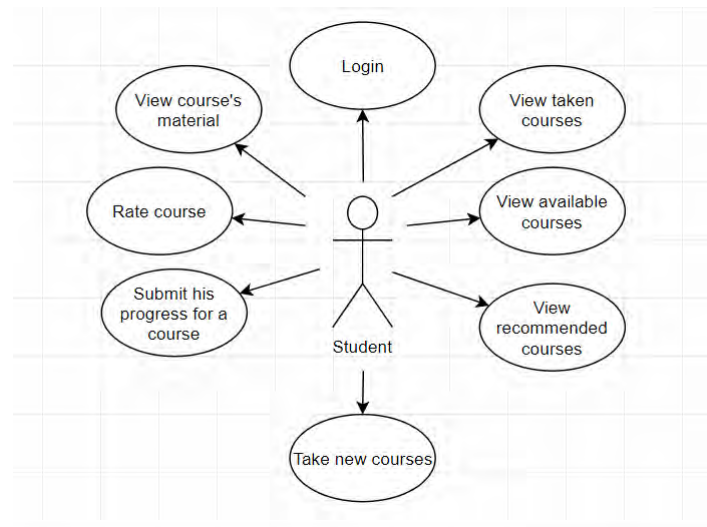 Login
View course's
material
View taken
courses
Rate course
View available
courses
Submit his
progress for a
course
View
recommended
courses
Student
Take new courses